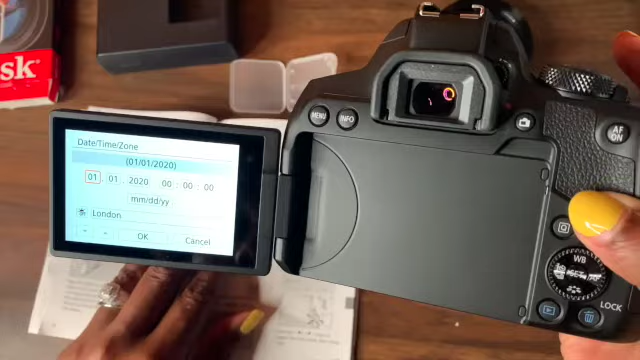 sk
MENU
INFO
AF
ON
Date/Time/Zone
(01/01/2020)
01 . 01 . 2020 00 : 00 : 00
mm/dd/yy
London
OK Cancel
WB
SET
LOCK